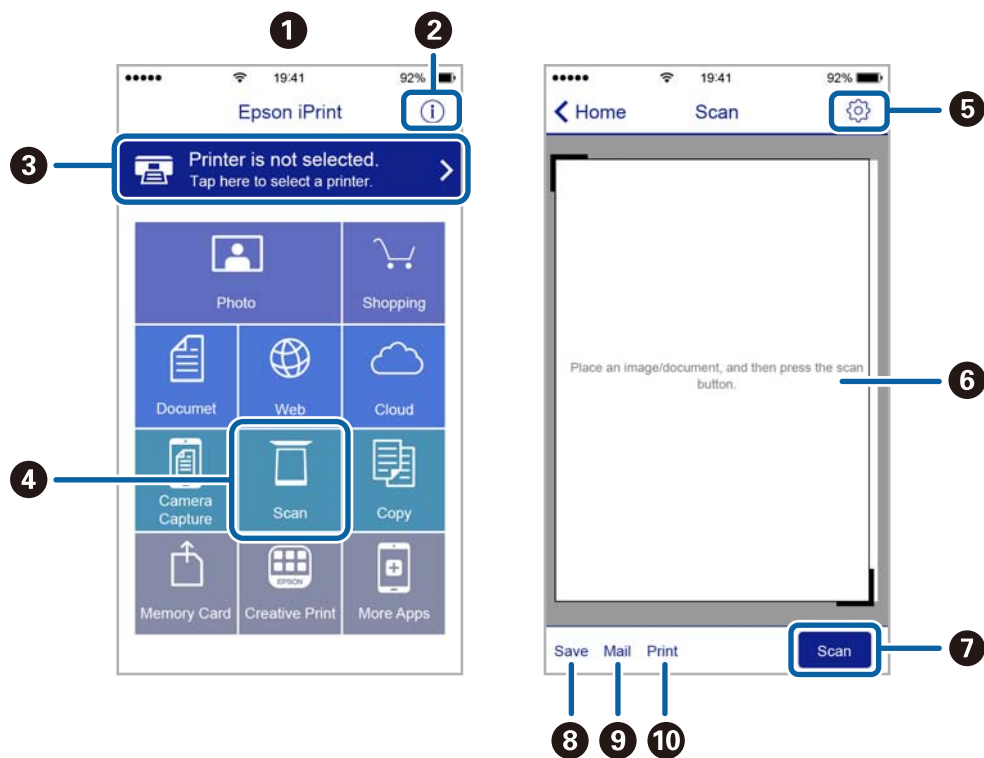 1
2
19:41
92%
Epson iPrint
i
3
Printer is not selected.
Tap here to select a printer.
Photo
Shopping
Documet
Web
Cloud
4
Camera
Capture
Scan
Copy
EPSON
Memory Card
Creative Print
More Apps
19:41
92%
Home
Scan
5
Place an image/document, and then press the scan
button.
6
Save Mail Print
Scan
7
8 9 10